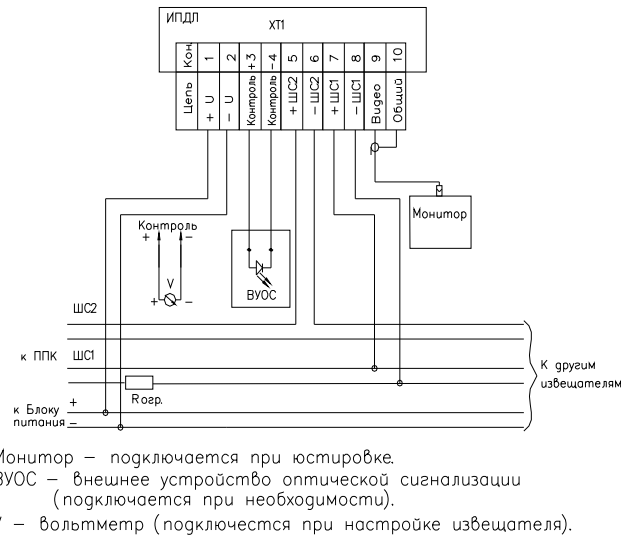 ИПДЛ
XT1
Кон. 1 2 +3 -4 5 6 7 8 9 10
Цепь + U - U Контроль Контроль +ШС2 -ШС2 +ШС1 -ШС1 Видео Общий
Монитор
Контроль
+ -
V
+ -
ВУОС
ШС2
к ППК ШС1
К другим
извещателям
Rогр.
+
к Блоку
питания -
Монитор – подключается при юстировке.
ВУОС – внешнее устройство оптической сигнализации
(подключается при необходимости).
V – вольтметр (подключестся при настройке извещателя).